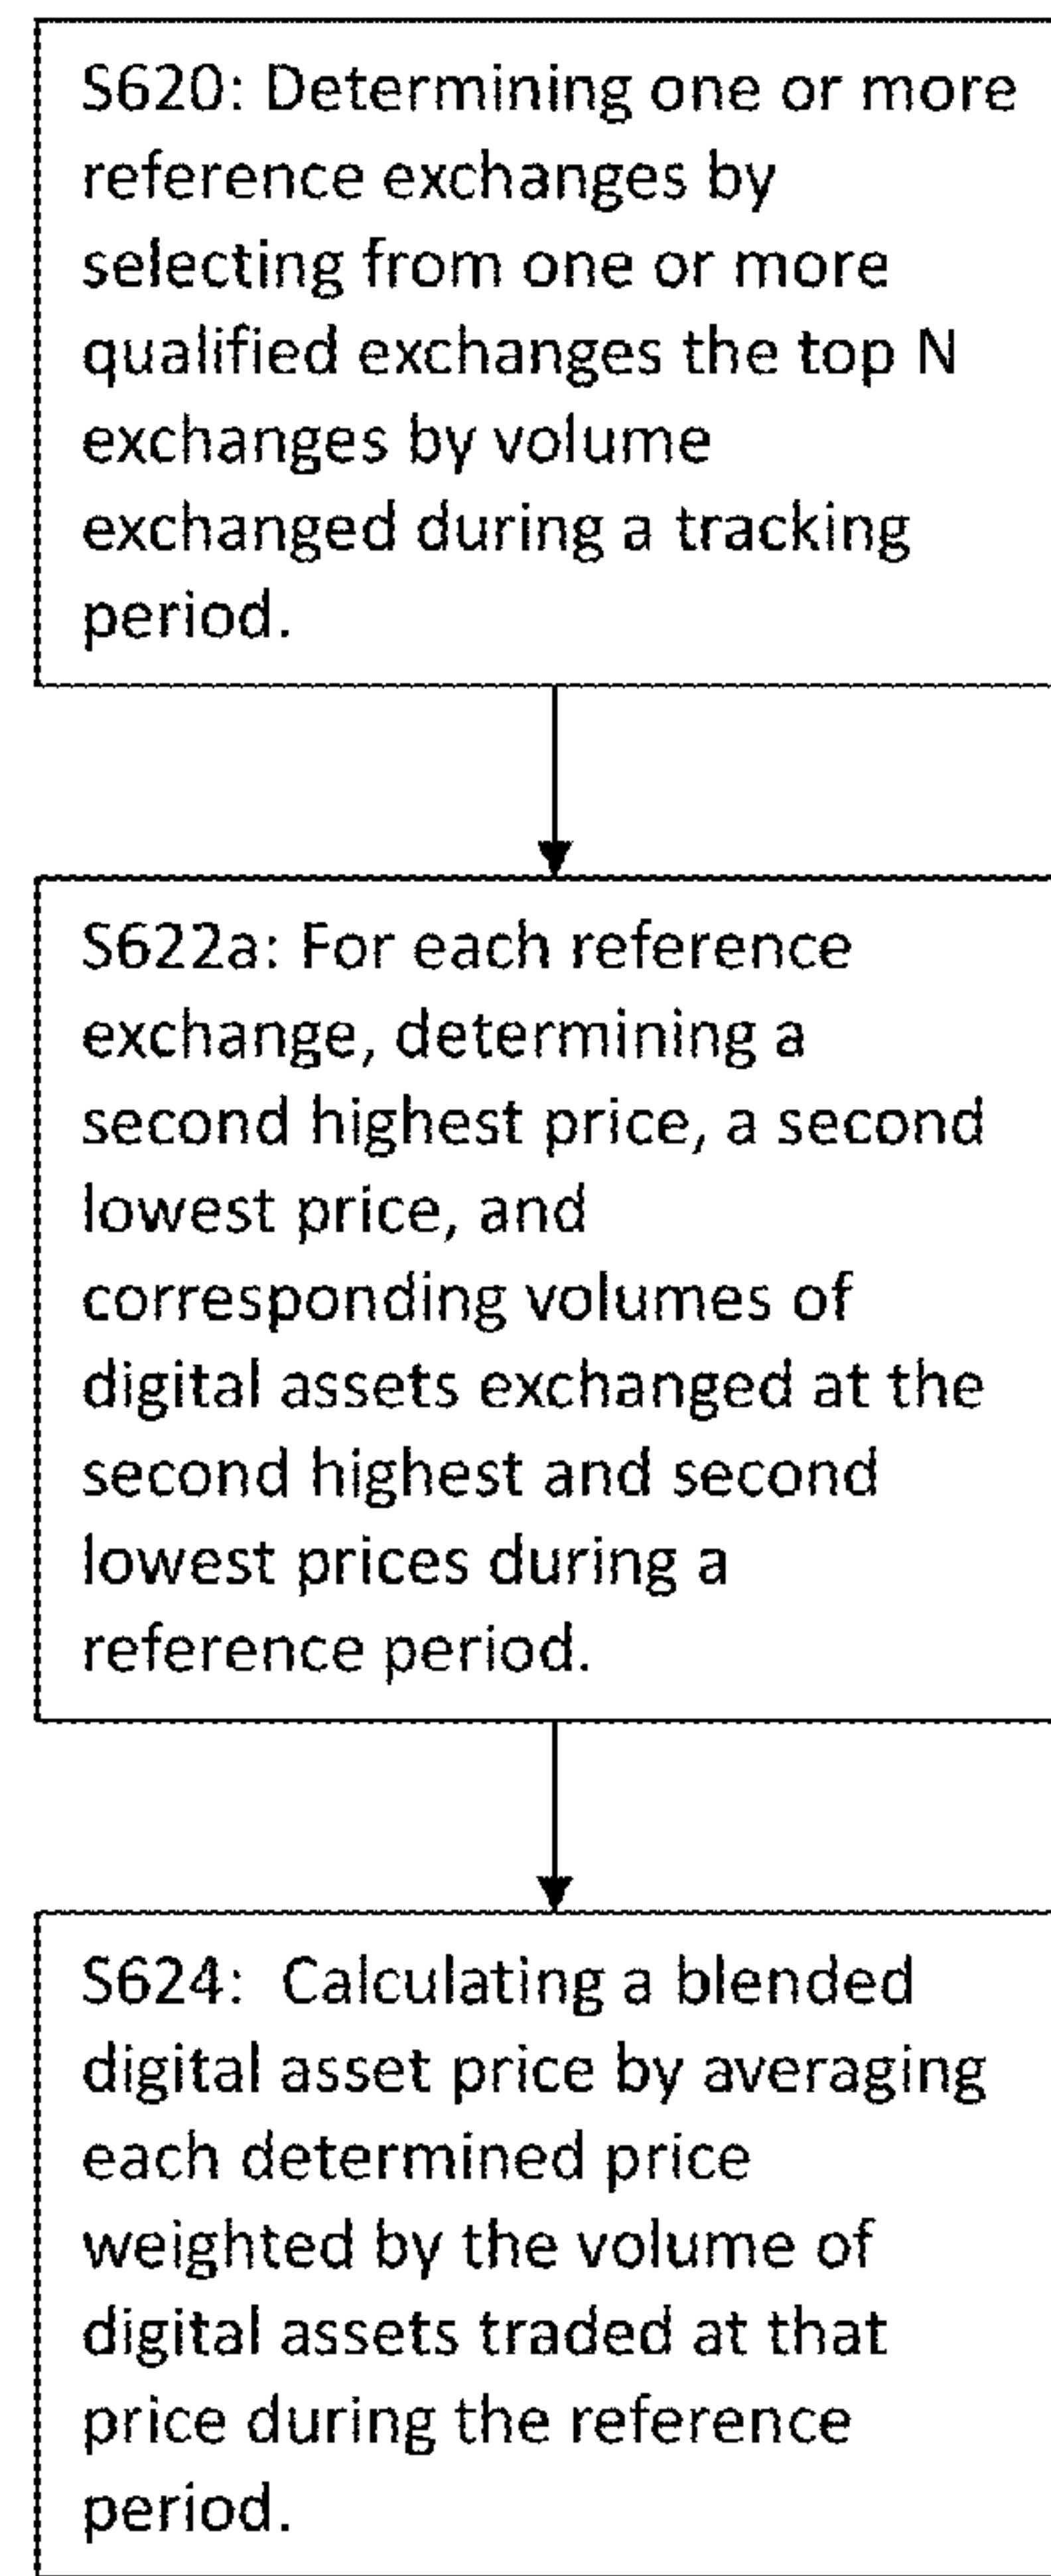 S620: Determining one or more
reference exchanges by
selecting from one or more
qualified exchanges the top N
exchanges by volume
exchanged during a tracking
period.
S622a: For each reference
exchange, determining a
second highest price, a second
lowest price, and
corresponding volumes of
digital assets exchanged at the
second highest and second
lowest prices during a
reference period.
S624:  Calculating a blended
digital asset price by averaging
each determined price
weighted by the volume of
digital assets traded at that
price during the reference
period.